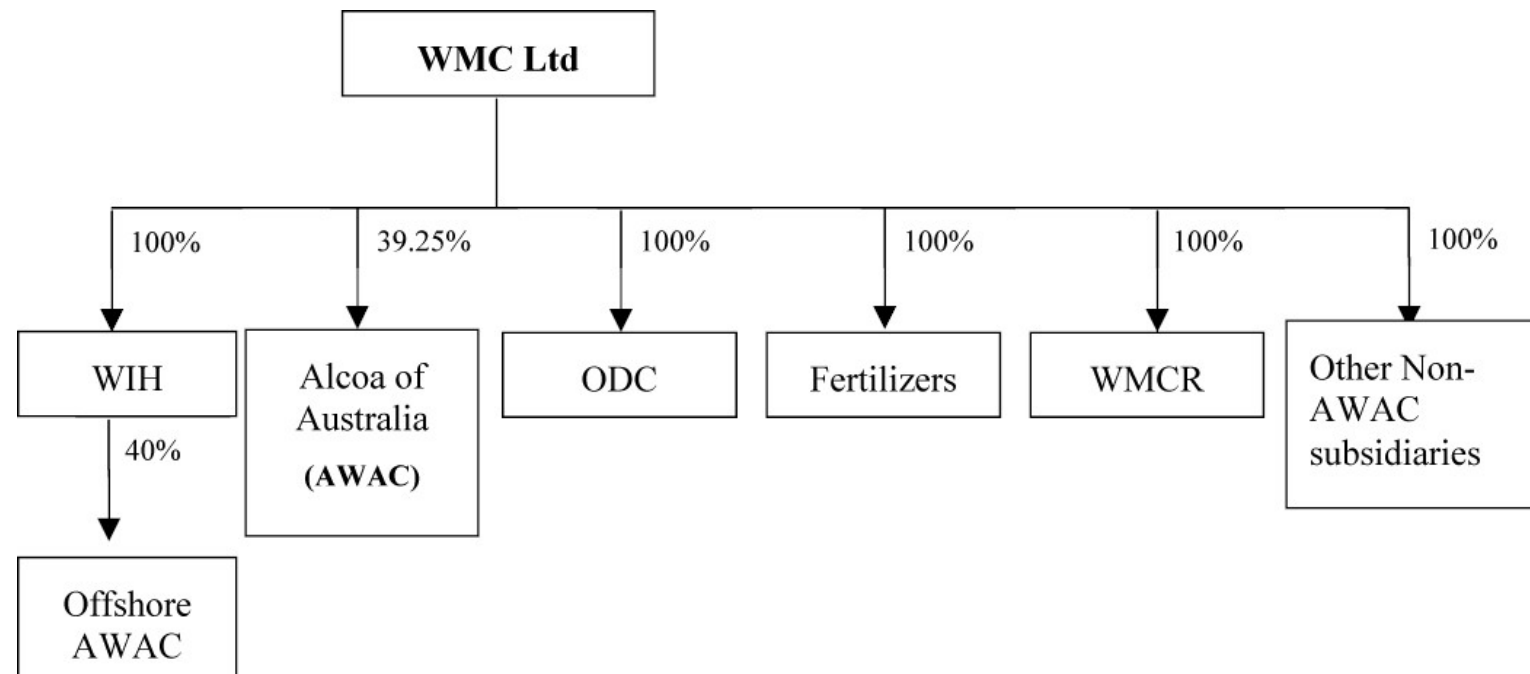 WMC Ltd
100%
39.25%
100%
100%
100%
100%
WIH
Alcoa of
Australia
(AWAC)
ODC
Fertilizers
WMCR
Other Non-
AWAC
subsidiaries
40%
Offshore
AWAC